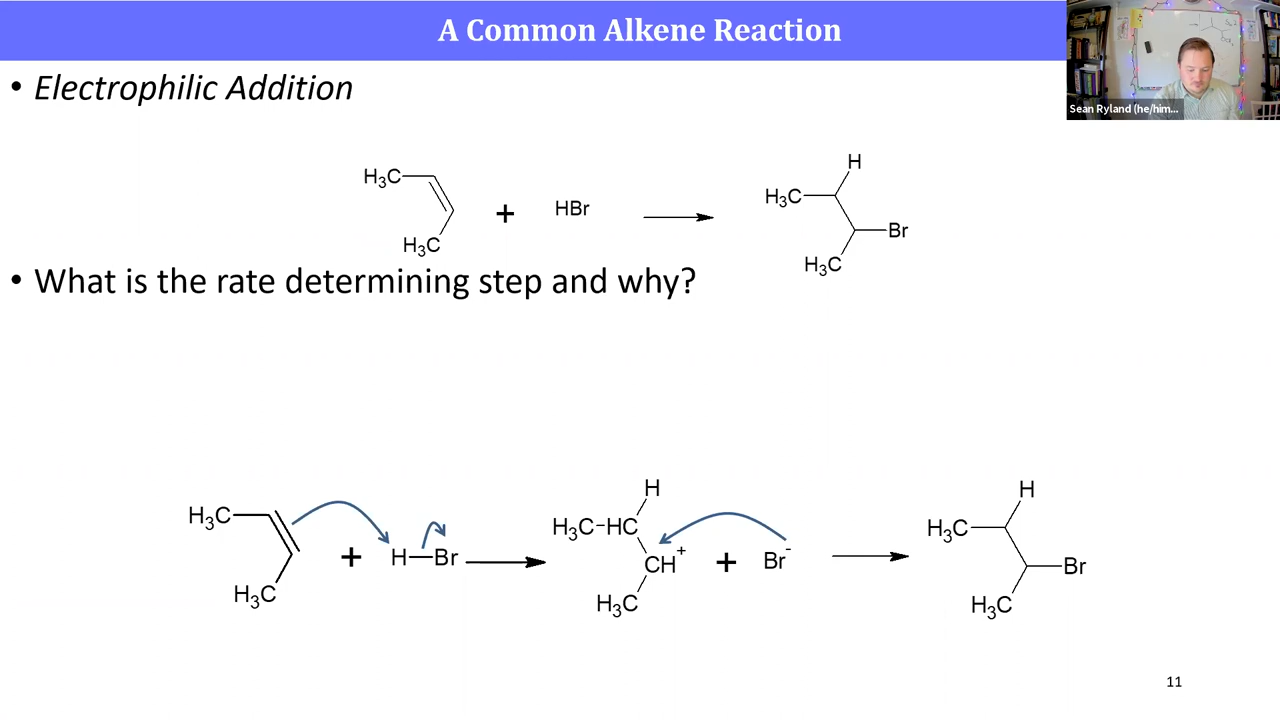 A Common Alkene Reaction
Sean Ryland (he/him...
• Electrophilic Addition
H₃C
H₃C
+
HBr
H
H₃C
Br
H₃C
• What is the rate determining step and why?
H₃C
H₃C
+
H—Br
H
H₃C-HC
CH⁺
H₃C
+
Br⁻
H
H₃C
Br
H₃C
11